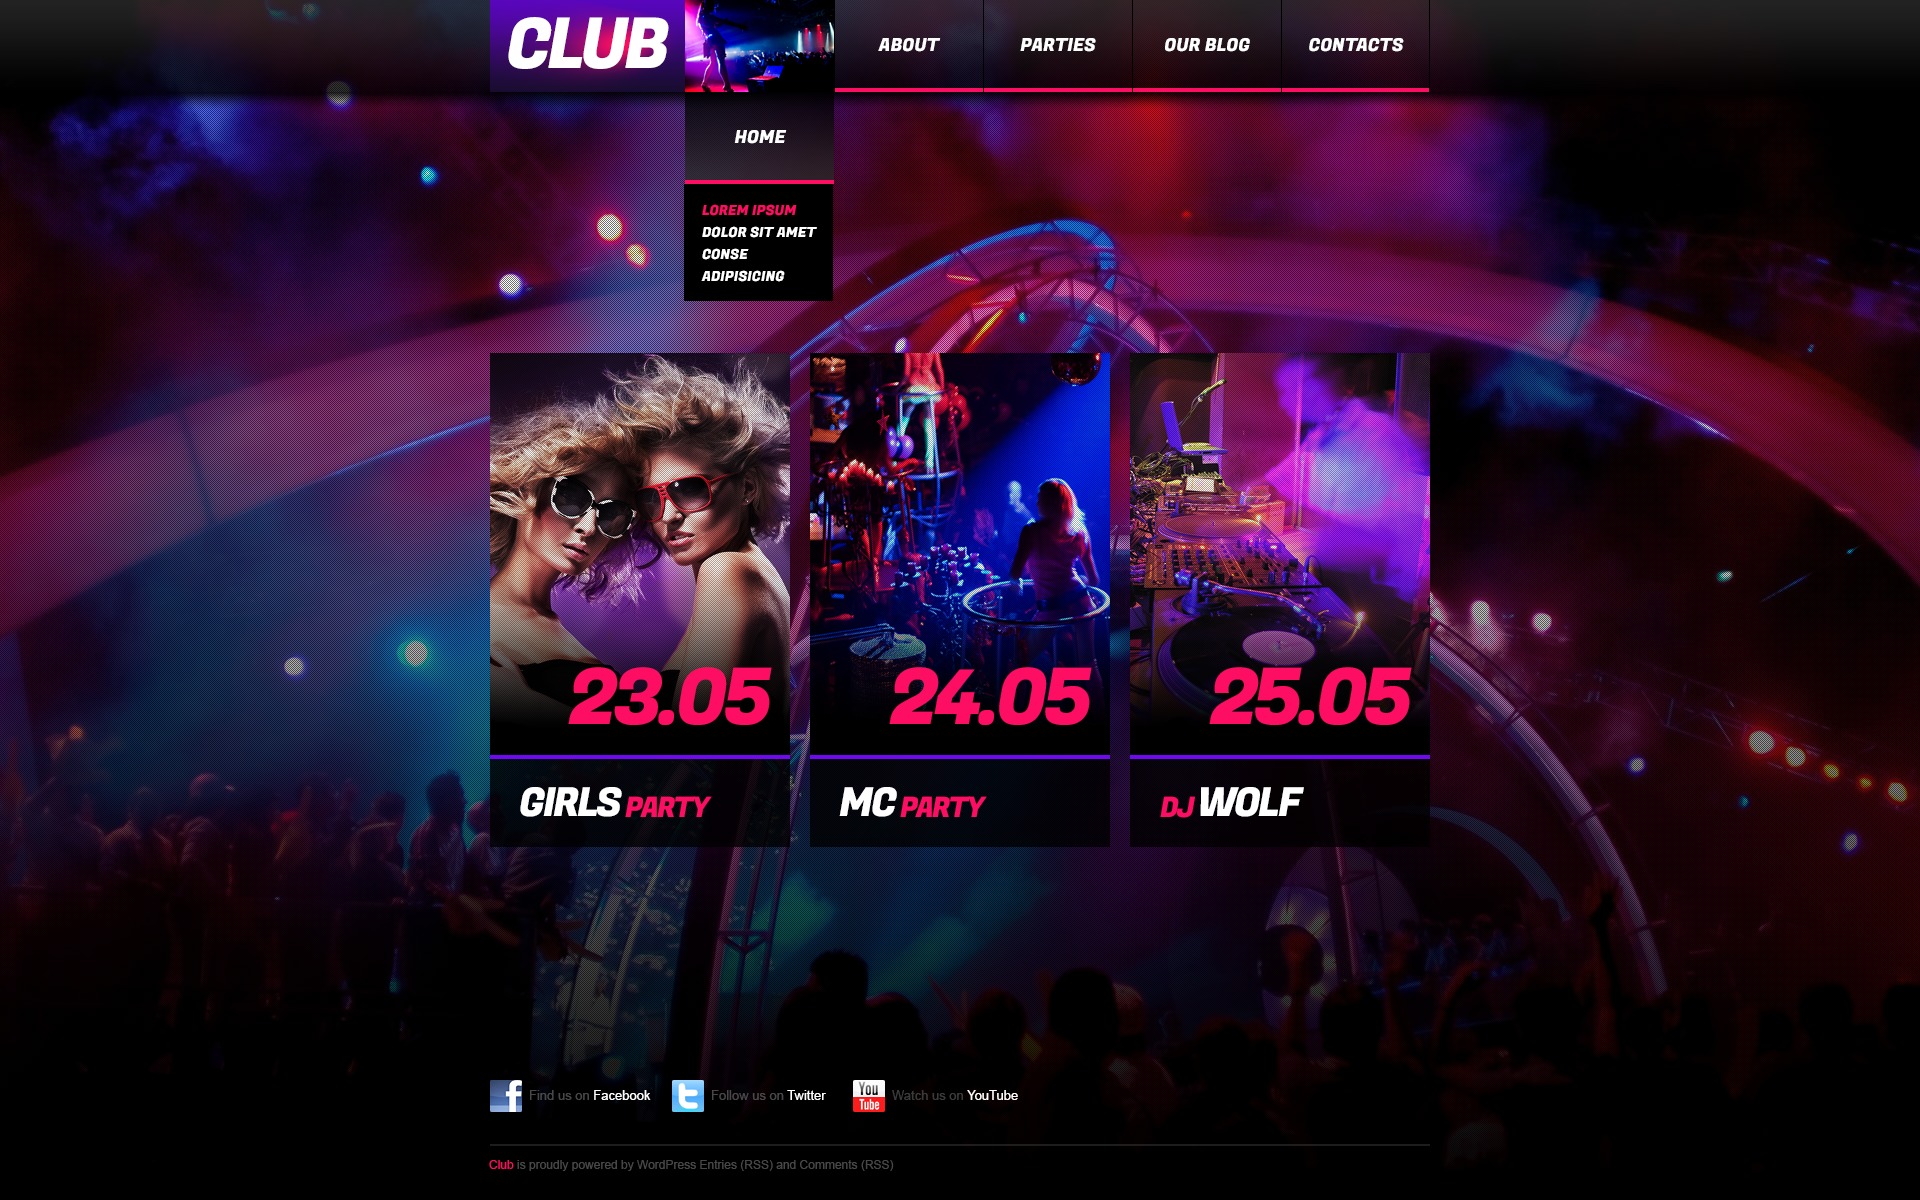 CLUB
ABOUT
PARTIES
OUR BLOG
CONTACTS
HOME
LOREM IPSUM
DOLOR SIT AMET
CONSE
ADIPISICING
23.05
24.05
25.05
GIRLS PARTY
MC PARTY
DJ WOLF
Find us on Facebook
Follow us on Twitter
You
Tube
Watch us on YouTube
Club is proudly powered by WordPress Entries (RSS) and Comments (RSS)